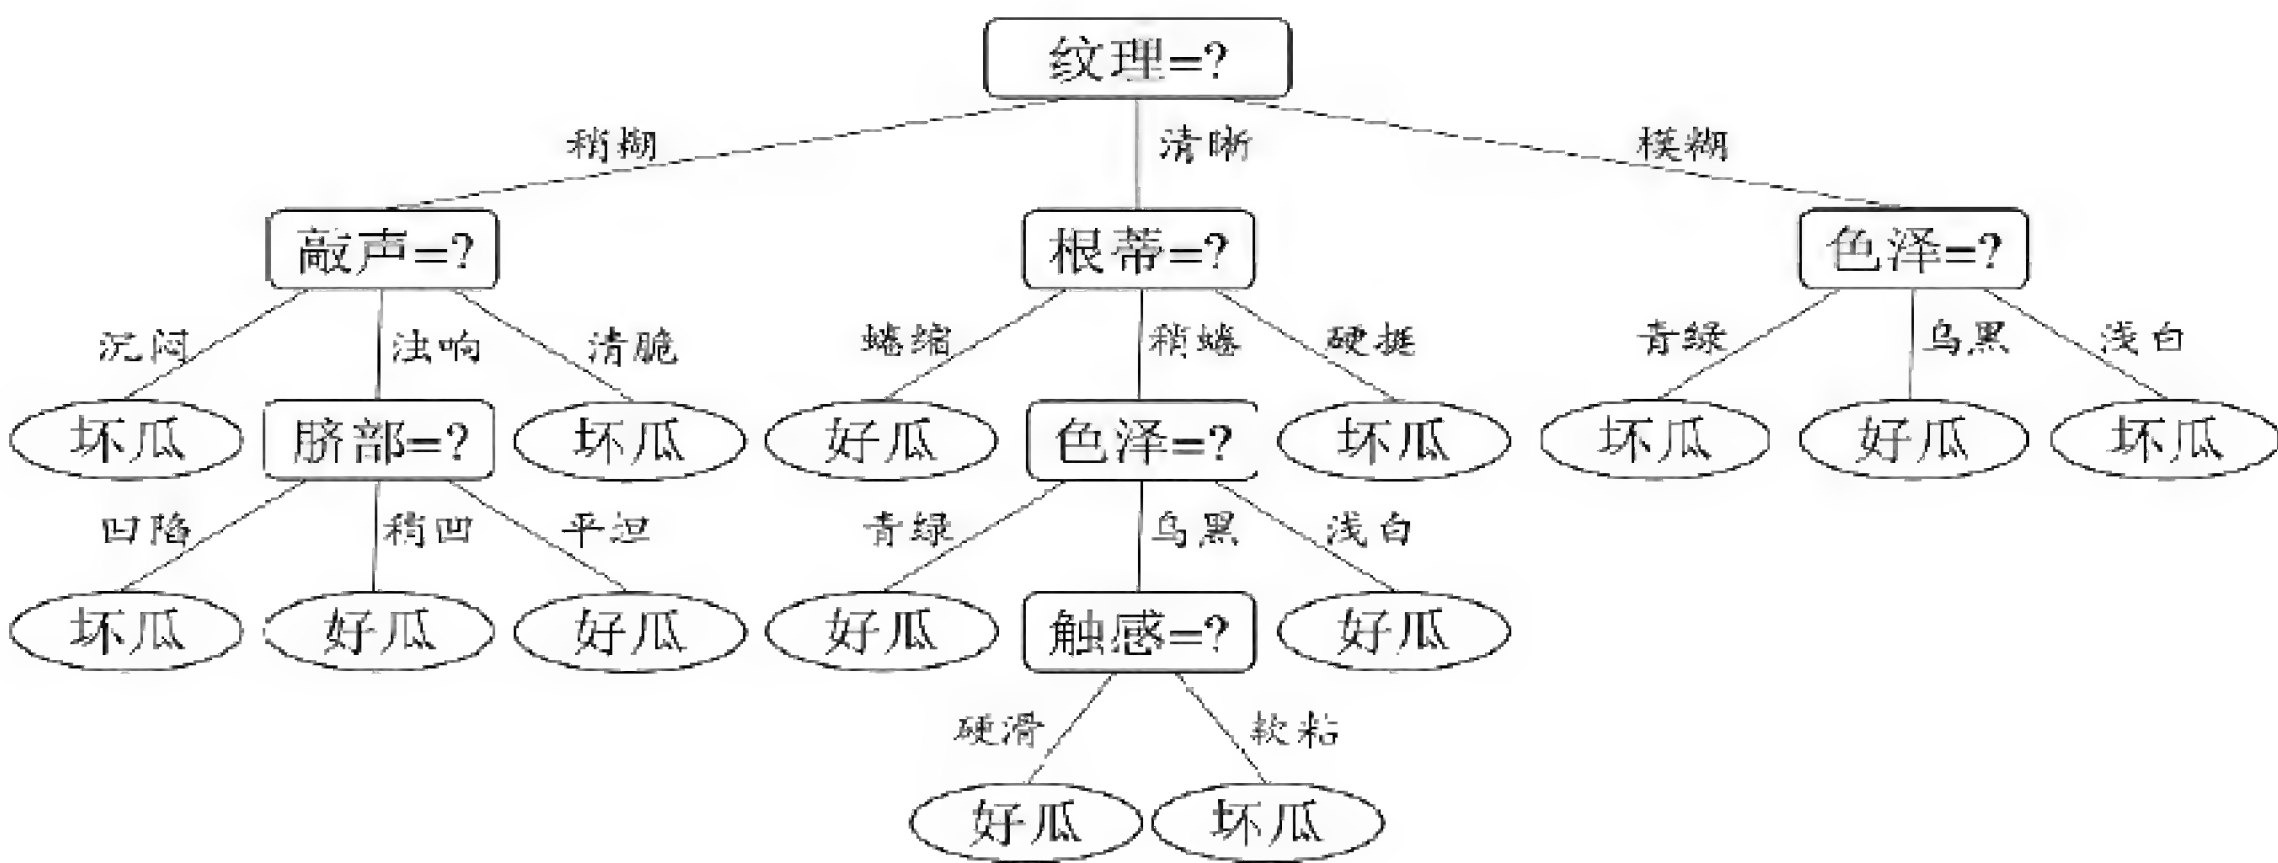 纹理=?
稍糊 清晰 模糊
敲声=? 根蒂=? 色泽=?
沉闷 浊响 清脆 蜷缩 稍蜷 硬挺 青绿 乌黑 浅白
坏瓜 脐部=? 坏瓜 好瓜 色泽=? 坏瓜 坏瓜 好瓜 坏瓜
凹陷 稍凹 平坦 青绿 乌黑 浅白
坏瓜 好瓜 好瓜 好瓜 触感=? 好瓜
硬滑 软粘
好瓜 坏瓜